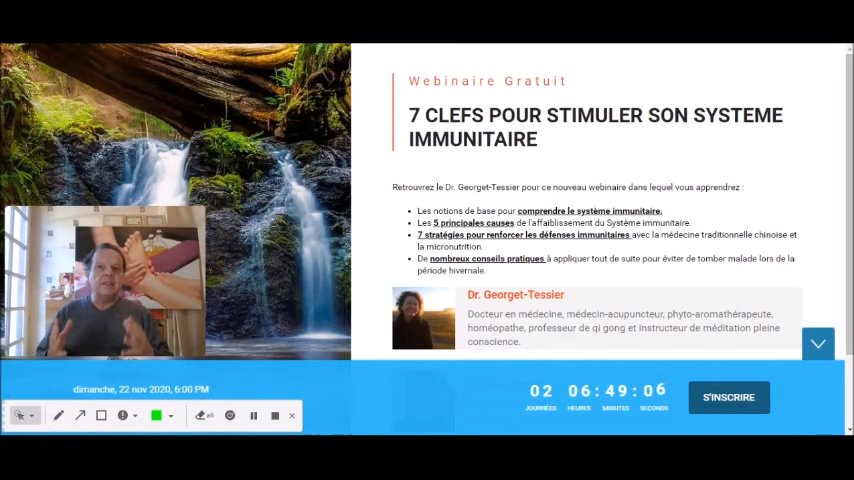 Webinaire Gratuit
7 CLEFS POUR STIMULER SON SYSTEME
IMMUNITAIRE
Retrouvrez le Dr. Georget-Tessier pour ce nouveau webinaire dans lequel vous apprendrez :
Les notions de base pour comprendre le système immunitaire.
Les 5 principales causes de l'affaiblissement du Système immunitaire.
7 stratégies pour renforcer les défenses immunitaires avec la médecine traditionnelle chinoise et
la micronutrition.
De nombreux conseils pratiques à appliquer tout de suite pour éviter de tomber malade lors de la
période hivernale.
Dr. Georget-Tessier
Docteur en médecine, médecin-acupuncteur, phyto-aromathérapeute,
homéopathe, professeur de qi gong et instructeur de méditation pleine
conscience.
dimanche, 22 nov 2020, 6:00 PM
02 06:49:06
JOURNÉES HEURES MINUTES SECONDS
S'INSCRIRE